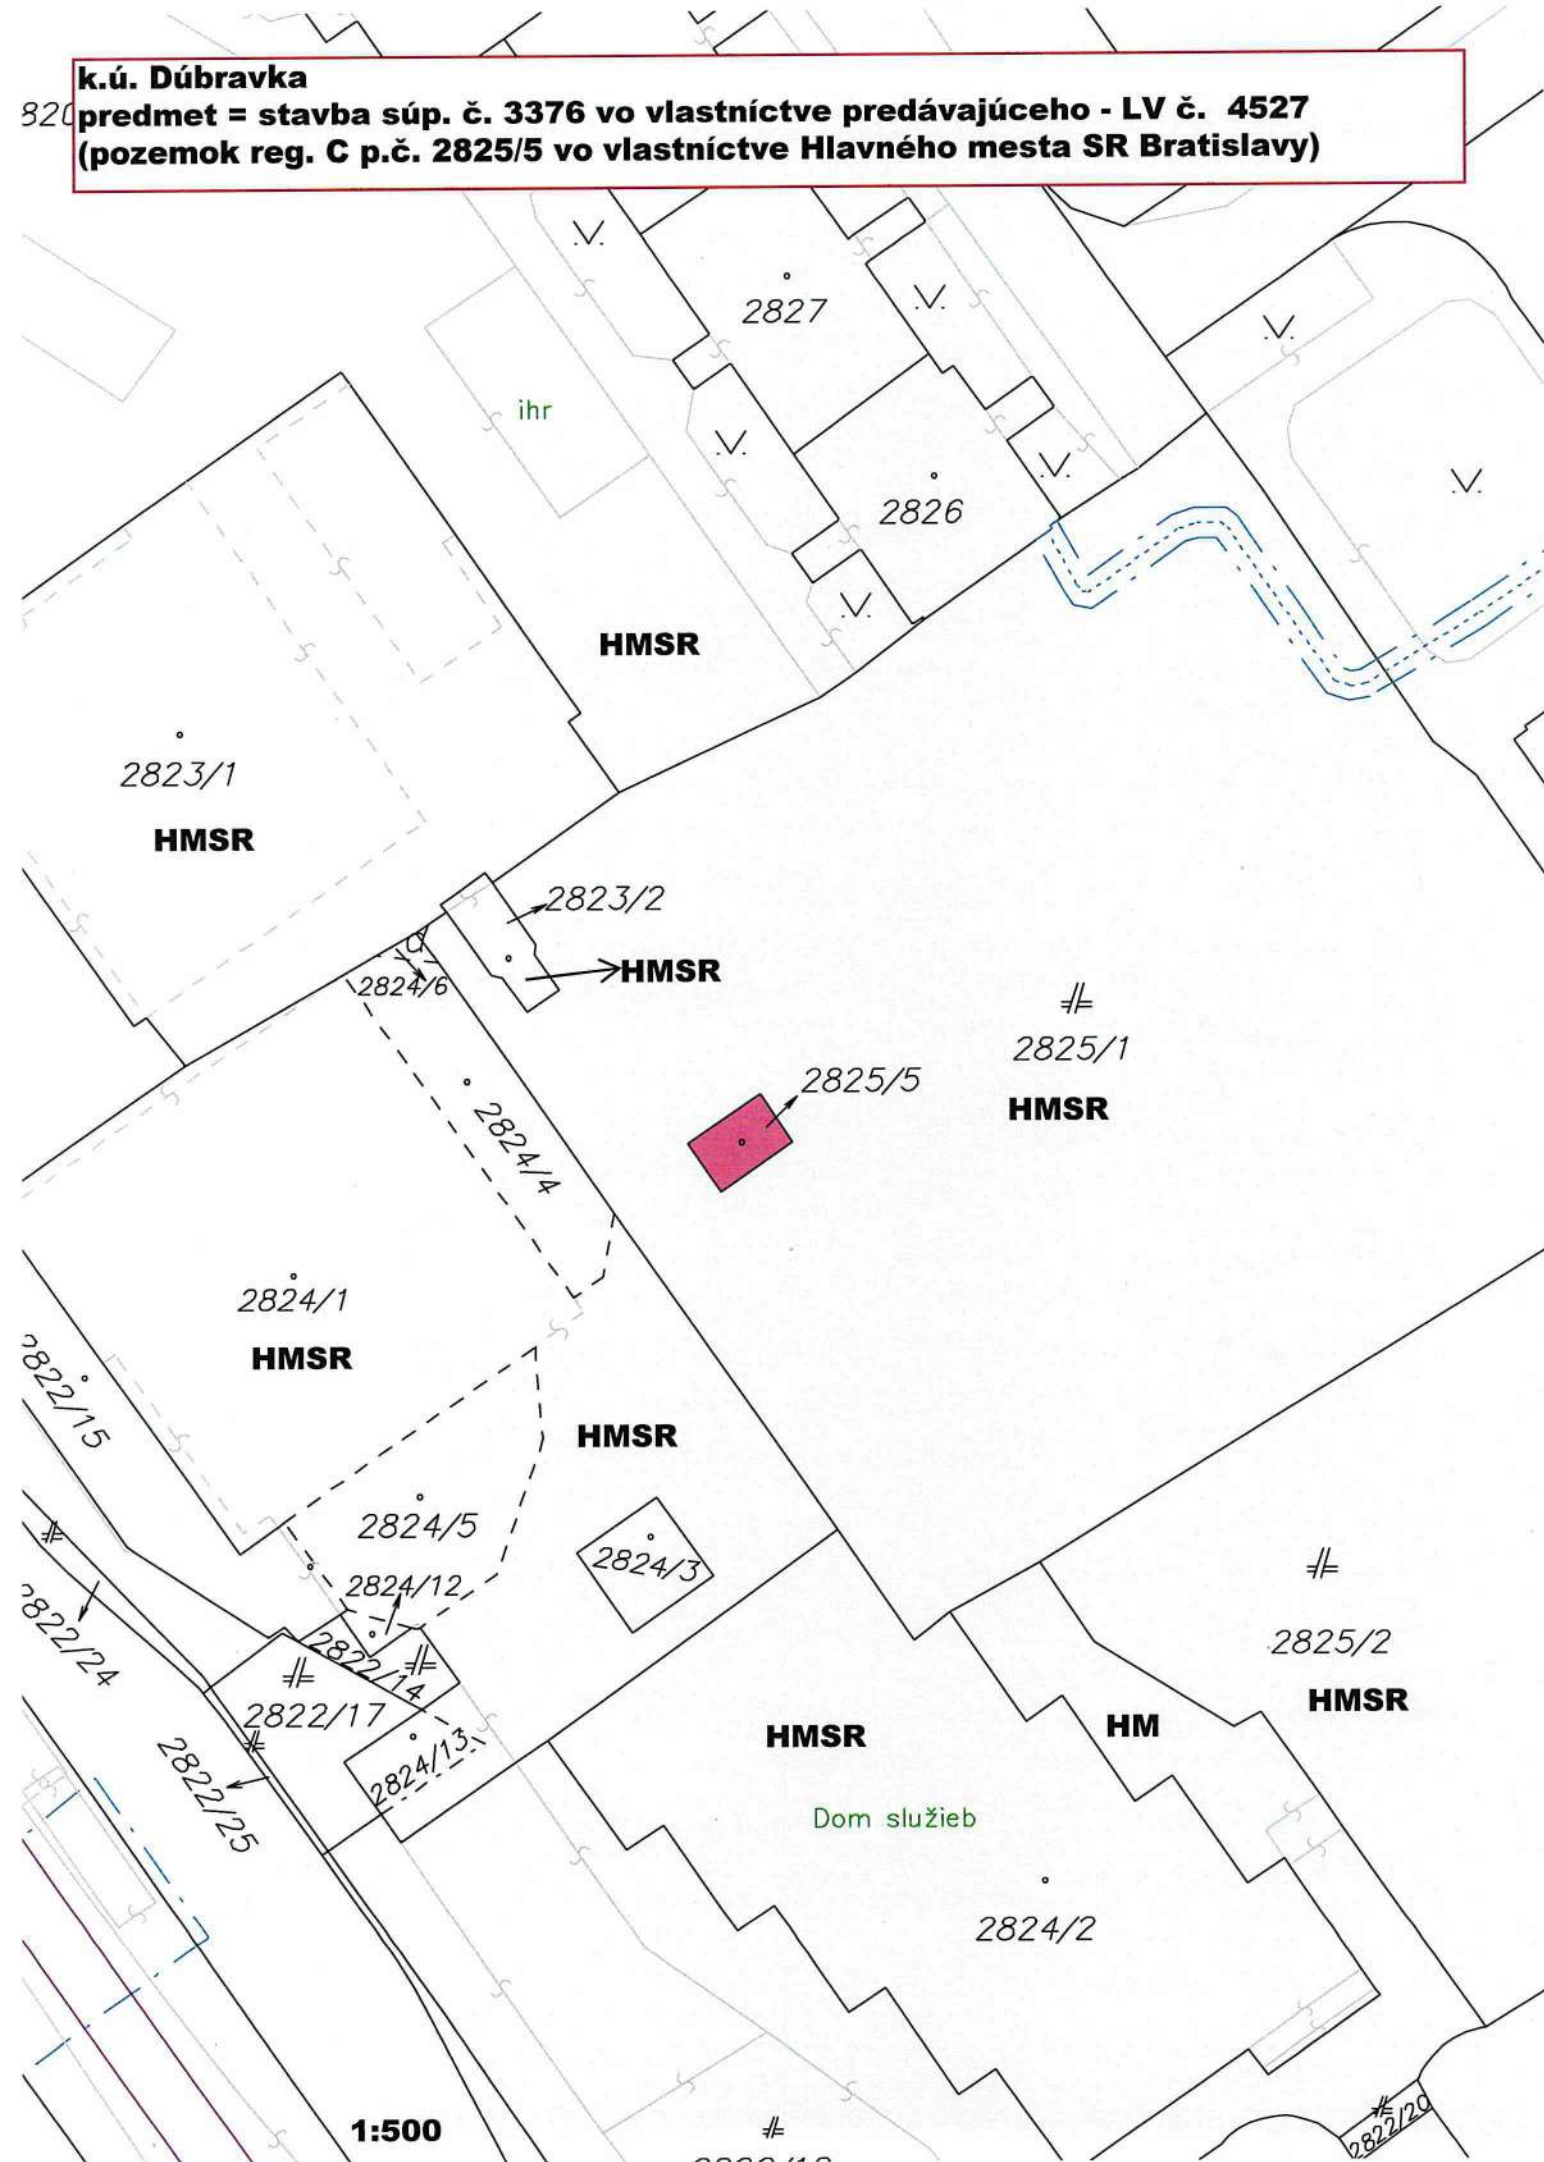 k.ú. Dúbravka
820
predmet = stavba súp. č. 3376 vo vlastníctve predávajúceho - LV č. 4527
(pozemok reg. C p.č. 2825/5 vo vlastníctve Hlavného mesta SR Bratislavy)
2827
ihr
2826
HMSR
2823/1
HMSR
2823/2
HMSR
2824/6
2825/1
HMSR
2825/5
2824/4
2824/1
HMSR
2822/15
HMSR
2824/5
2824/3
2824/12
2822/24
2822/14
2825/2
HMSR
2822/17
HMSR
HM
2824/13
2822/25
Dom služieb
2824/2
1:500
2822/20